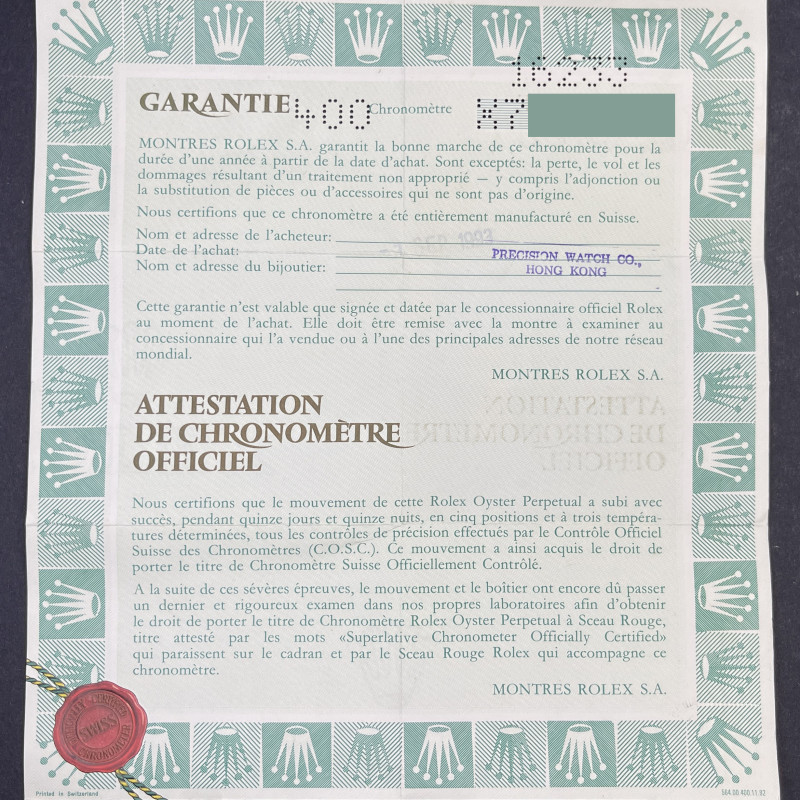 16233
GARANTIE 400 Chronomètre X7
MONTRES ROLEX S.A. garantit la bonne marche de ce chronomètre pour la
durée d'une année à partir de la date d'achat. Sont exceptés: la perte, le vol et les
dommages résultant d'un traitement non approprié – y compris l'adjonction ou
la substitution de pièces ou d'accessoires qui ne sont pas d'origine.
Nous certifions que ce chronomètre a été entièrement manufacturé en Suisse.
Nom et adresse de l'acheteur:
Date de l'achat: SEP 1993
Nom et adresse du bijoutier: PRECISION WATCH CO.,
HONG KONG
Cette garantie n'est valable que signée et datée par le concessionnaire officiel Rolex
au moment de l'achat. Elle doit être remise avec la montre à examiner au
concessionnaire qui l'a vendue ou à l'une des principales adresses de notre réseau
mondial.
MONTRES ROLEX S.A.
ATTESTATION
DE CHRONOMÈTRE
OFFICIEL
Nous certifions que le mouvement de cette Rolex Oyster Perpetual a subi avec
succès, pendant quinze jours et quinze nuits, en cinq positions et à trois tempéra-
tures déterminées, tous les contrôles de précision effectués par le Contrôle Officiel
Suisse des Chronomètres (C.O.S.C.). Ce mouvement a ainsi acquis le droit de
porter le titre de Chronomètre Suisse Officiellement Contrôlé.
A la suite de ces sévères épreuves, le mouvement et le boîtier ont encore dû passer
un dernier et rigoureux examen dans nos propres laboratoires afin d'obtenir
le droit de porter le titre de Chronomètre Rolex Oyster Perpetual à Sceau Rouge,
titre attesté par les mots «Superlative Chronometer Officially Certified»
qui paraissent sur le cadran et par le Sceau Rouge Rolex qui accompagne ce
chronomètre.
MONTRES ROLEX S.A.
OFFICIALLY CERTIFIED
SWISS
CHRONOMETER
Printed in Switzerland
564.00.400.11.92